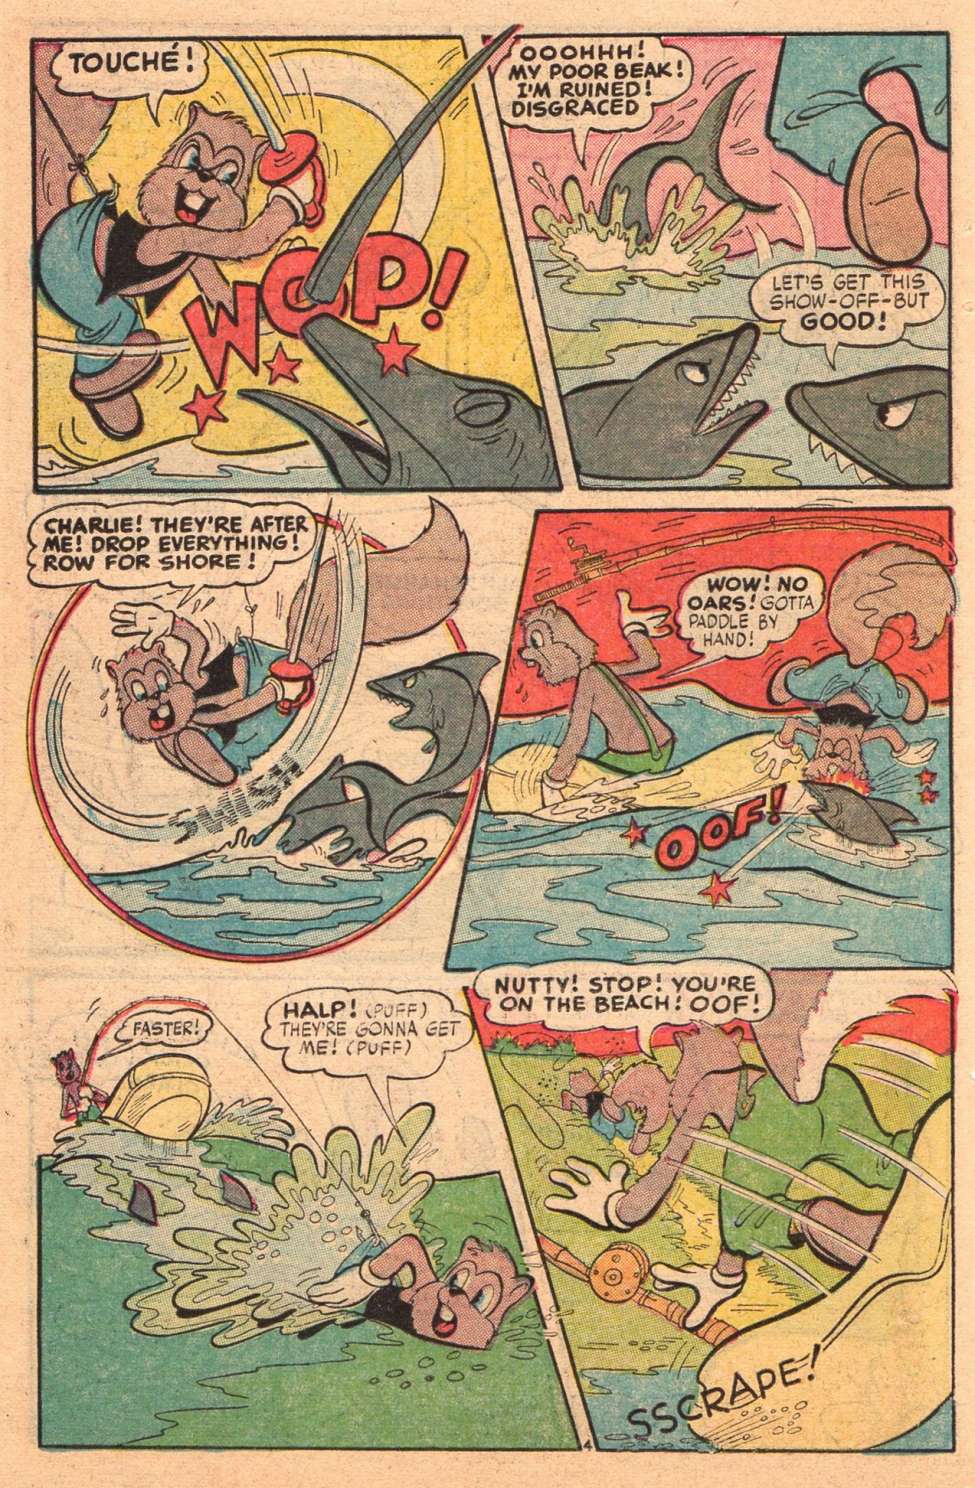 TOUCHÉ!
WOP!
OOOHHH!
MY POOR BEAK!
I'M RUINED!
DISGRACED
LET'S GET THIS
SHOW-OFF-BUT
GOOD!
CHARLIE! THEY'RE AFTER
ME! DROP EVERYTHING!
ROW FOR SHORE!
SWISH
WOW! NO
OARS! GOTTA
PADDLE BY
HAND!
OOF!
FASTER!
HALP! (PUFF)
THEY'RE GONNA GET
ME! (PUFF)
NUTTY! STOP! YOU'RE
ON THE BEACH! OOF!
SSCRAPE!
4